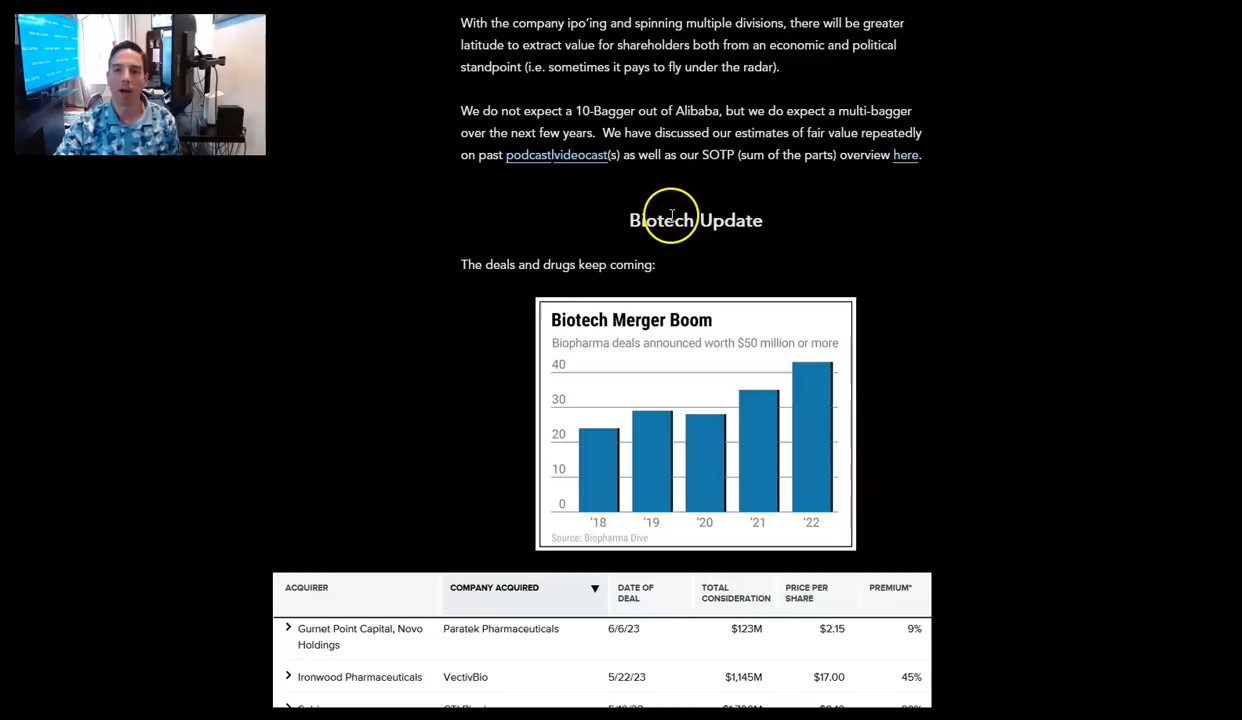 With the company ipo'ing and spinning multiple divisions, there will be greater
latitude to extract value for shareholders both from an economic and political
standpoint (i.e. sometimes it pays to fly under the radar).
We do not expect a 10-Bagger out of Alibaba, but we do expect a multi-bagger
over the next few years. We have discussed our estimates of fair value repeatedly
on past podcast|videocast(s) as well as our SOTP (sum of the parts) overview here.
Biotech Update
The deals and drugs keep coming:
Biotech Merger Boom
Biopharma deals announced worth $50 million or more
40
30
20
10
0
'18 '19 '20 '21 '22
Source: Biopharma Dive
ACQUIRER COMPANY ACQUIRED ▼ DATE OF DEAL TOTAL CONSIDERATION PRICE PER SHARE PREMIUM*
Gurnet Point Capital, Novo Holdings Paratek Pharmaceuticals 6/6/23 $123M $2.15 9%
Ironwood Pharmaceuticals VectivBio 5/22/23 $1,145M $17.00 45%